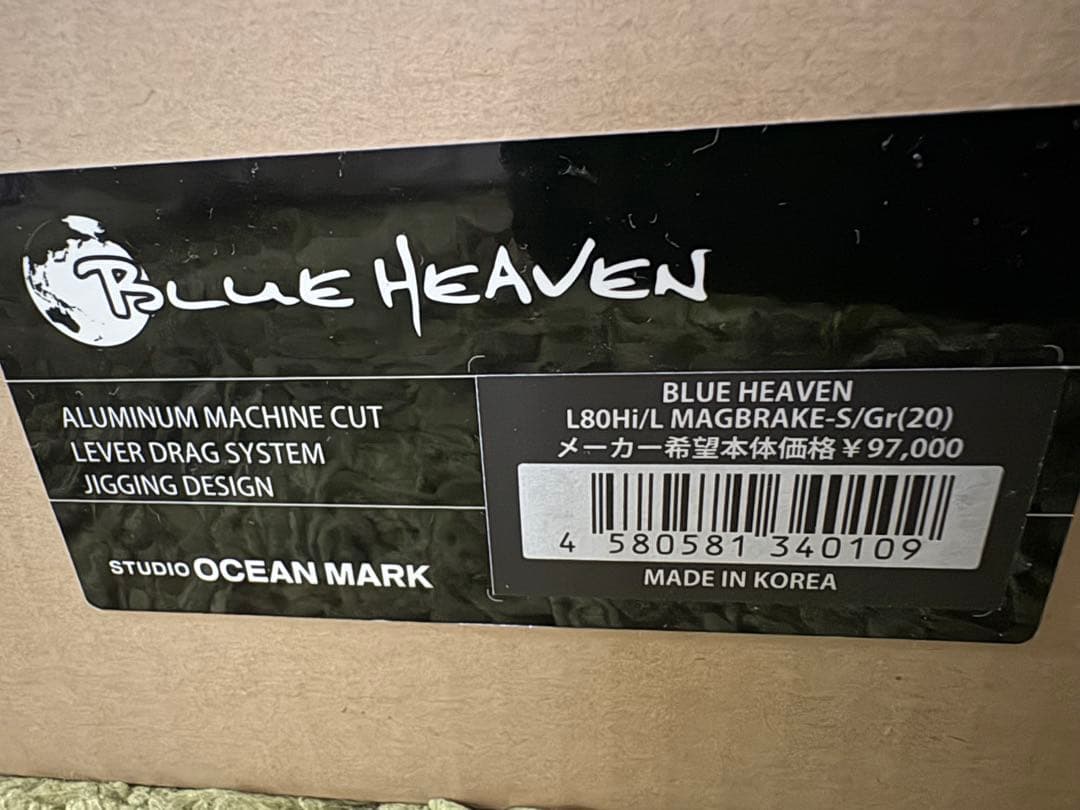 BLUE HEAVEN
ALUMINUM MACHINE CUT
LEVER DRAG SYSTEM
JIGGING DESIGN
STUDIO OCEAN MARK
BLUE HEAVEN
L80Hi/L MAGBRAKE-S/Gr(20)
メーカー希望本体価格￥97,000
4 580581 340109
MADE IN KOREA